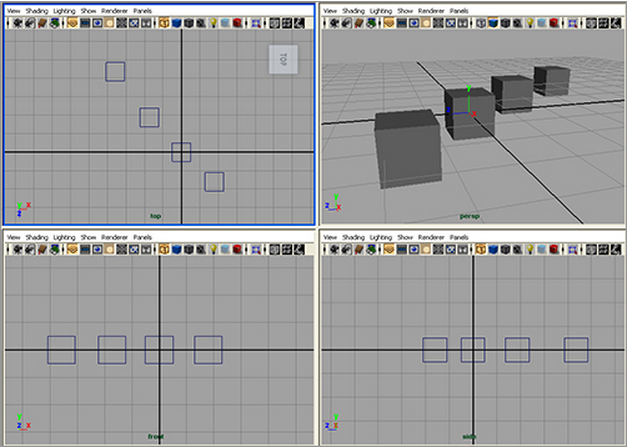 View Shading Lighting Show Renderer Panels
View Shading Lighting Show Renderer Panels
TOP
y
x
z
y
x
z
top
persp
View Shading Lighting Show Renderer Panels
View Shading Lighting Show Renderer Panels
front
side